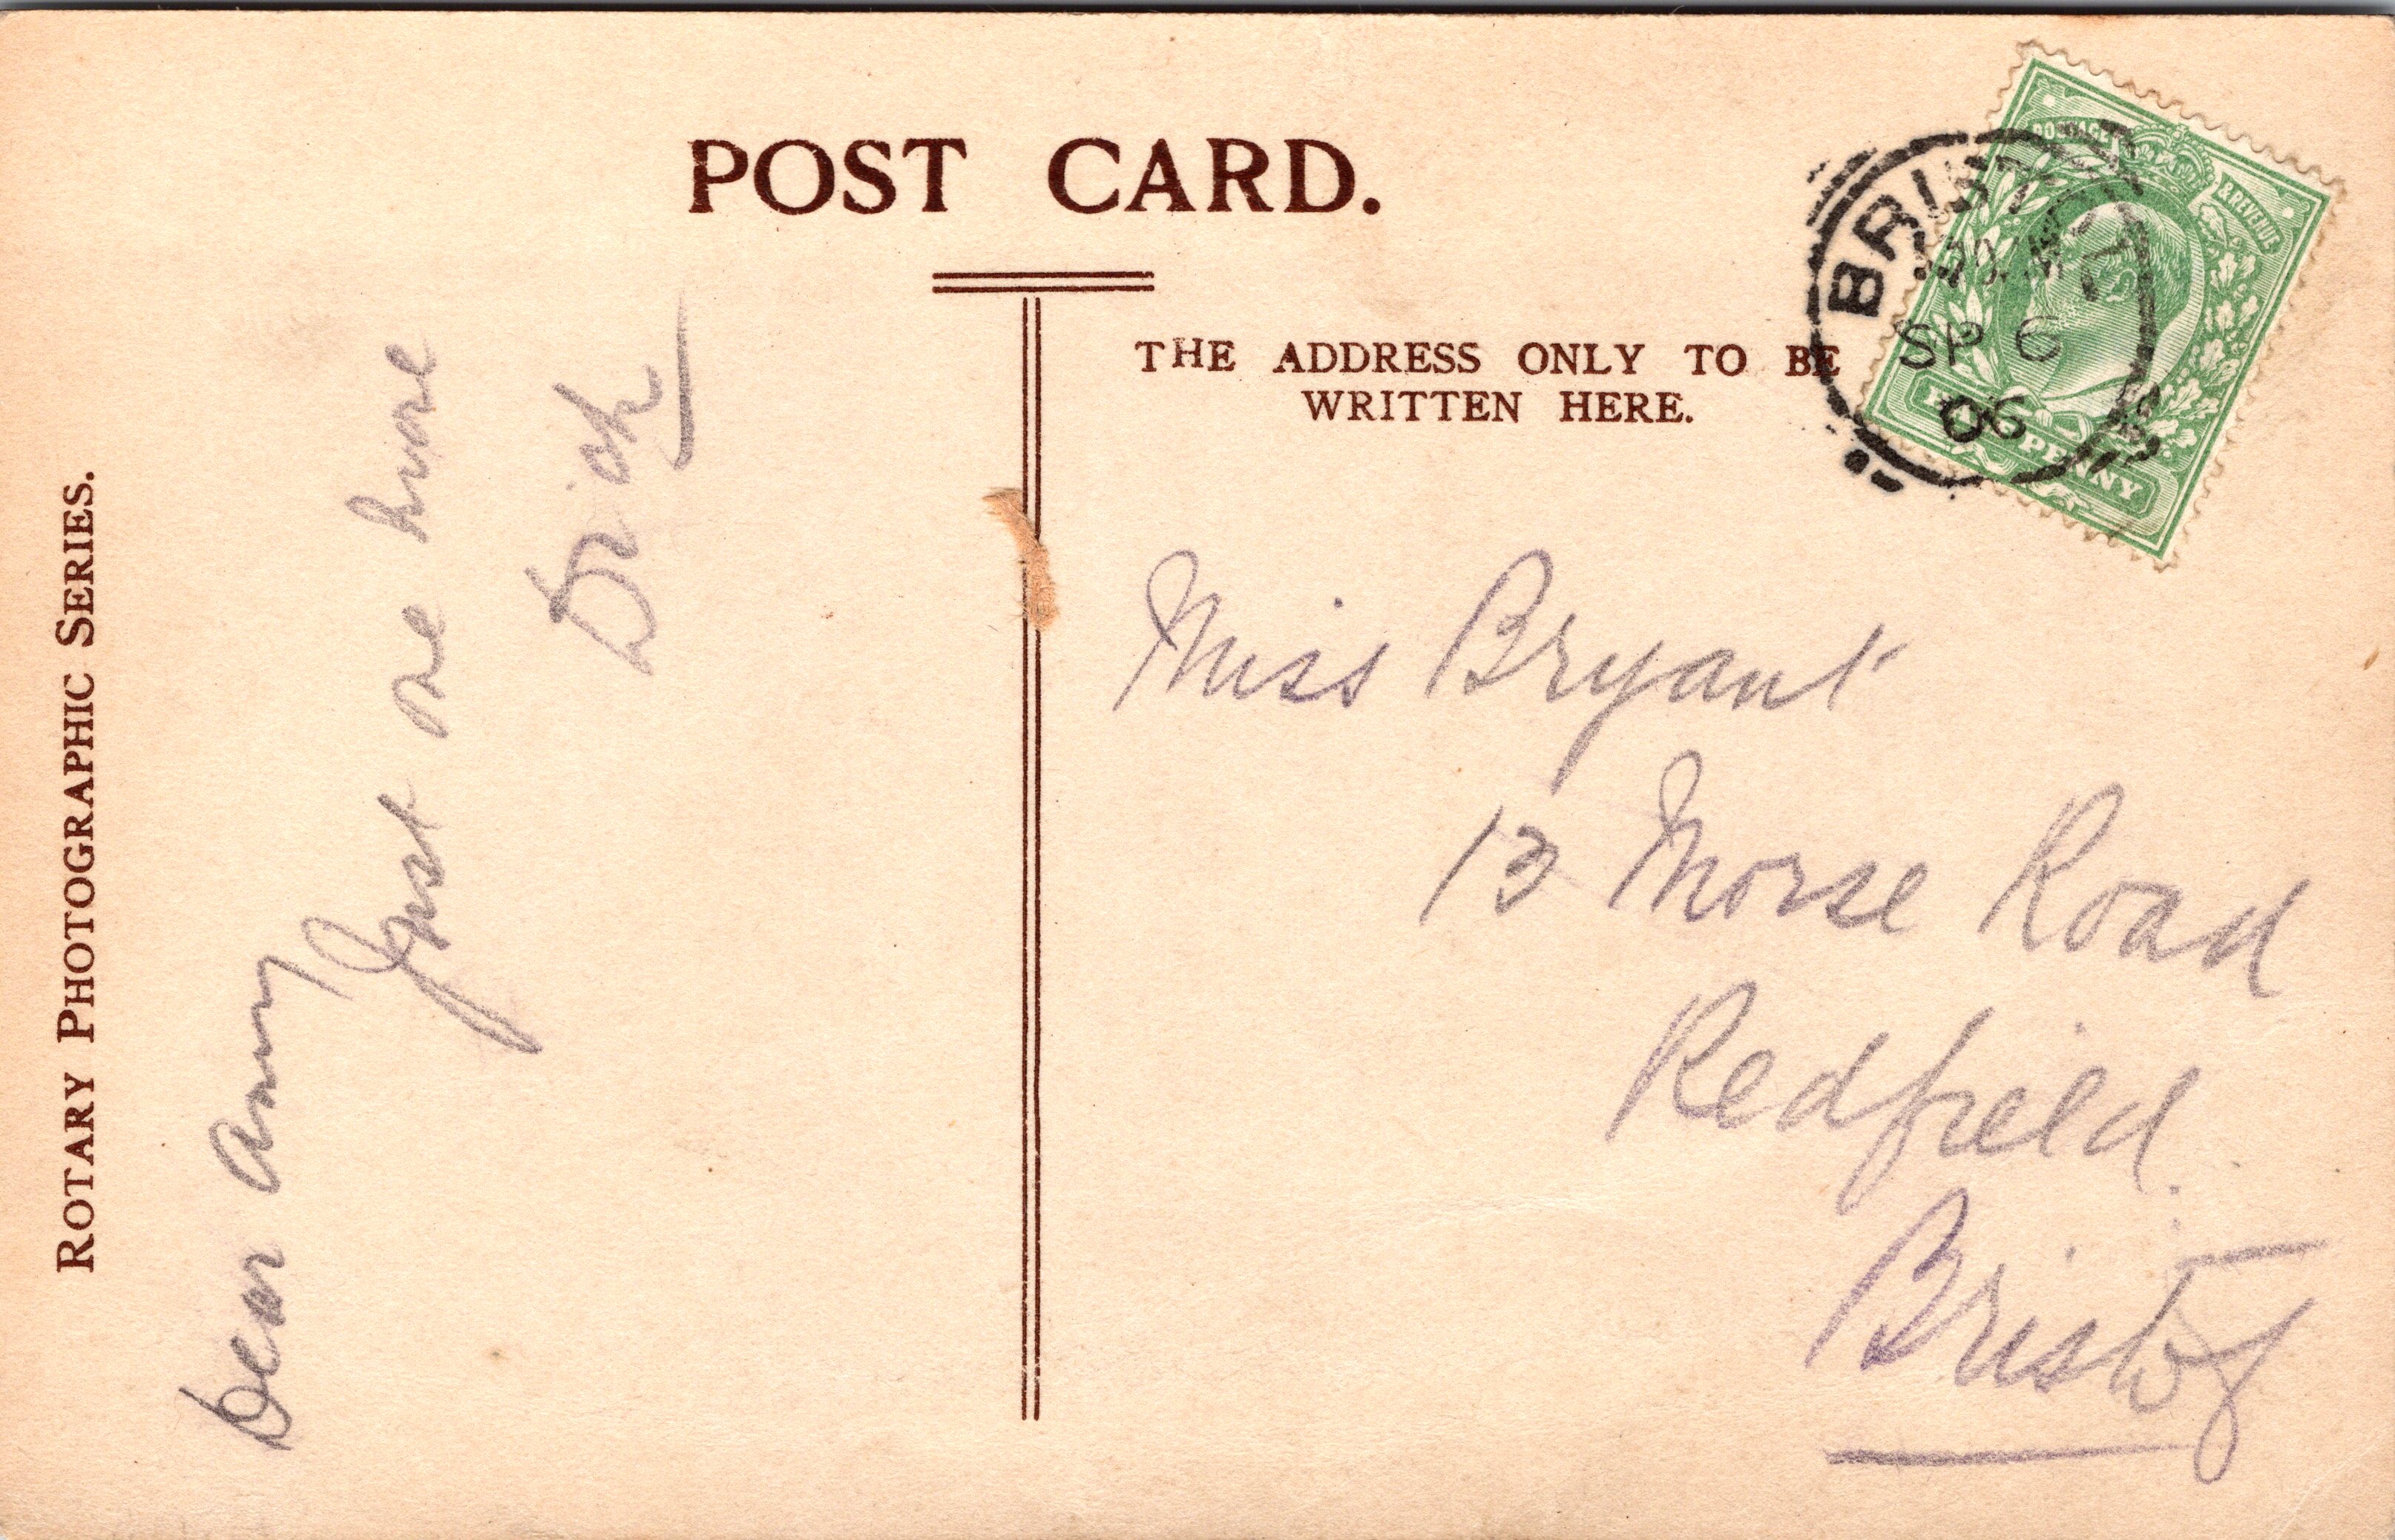 POST CARD.
THE ADDRESS ONLY TO BE
WRITTEN HERE.
ROTARY PHOTOGRAPHIC SERIES.
Dear Amy
Just one more
Dick
Miss Bryant
13 Morse Road
Redfield.
Bristol
BRISTOL
SP 6
06
POSTAGE & REVENUE
HALFPENNY